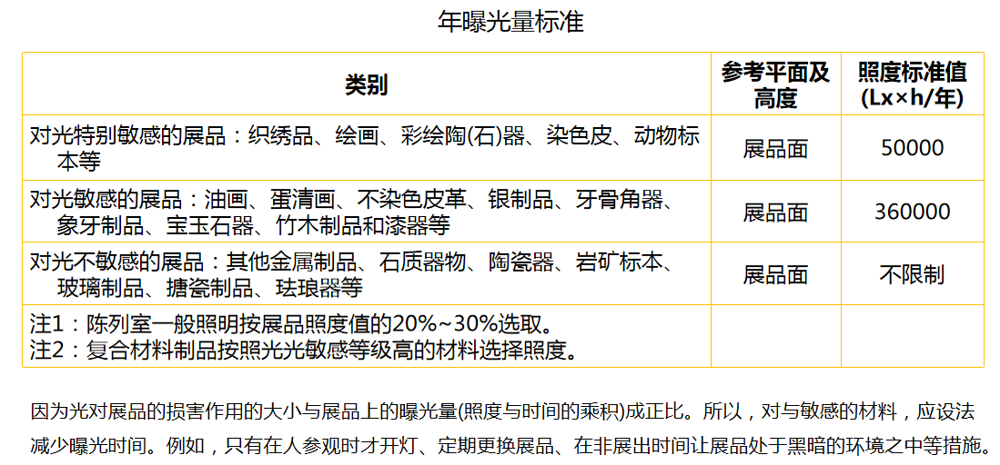 年曝光量标准
类别
参考平面及
高度
照度标准值
(Lx×h/年)
对光特别敏感的展品：织绣品、绘画、彩绘陶(石)器、染色皮、动物标
本等
展品面
50000
对光敏感的展品：油画、蛋清画、不染色皮革、银制品、牙骨角器、
象牙制品、宝玉石器、竹木制品和漆器等
展品面
360000
对光不敏感的展品：其他金属制品、石质器物、陶瓷器、岩矿标本、
玻璃制品、搪瓷制品、珐琅器等
展品面
不限制
注1：陈列室一般照明按展品照度值的20%~30%选取。
注2：复合材料制品按照光光敏感等级高的材料选择照度。
因为光对展品的损害作用的大小与展品上的曝光量(照度与时间的乘积)成正比。所以，对与敏感的材料，应设法
减少曝光时间。例如，只有在人参观时才开灯、定期更换展品、在非展出时间让展品处于黑暗的环境之中等措施。